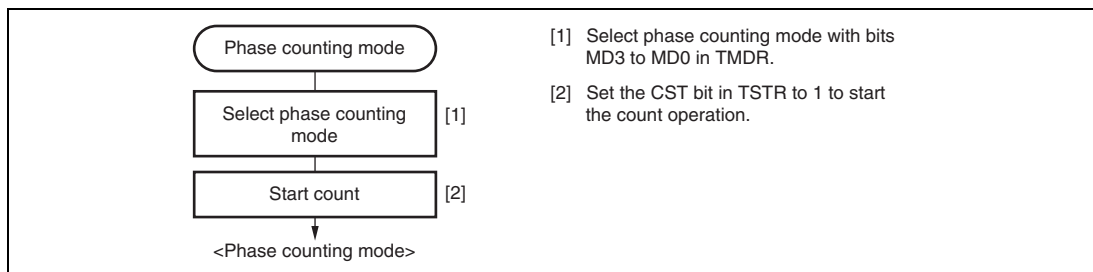 Phase counting mode
Select phase counting
mode
[1]
Start count
[2]
<Phase counting mode>
[1] Select phase counting mode with bits
MD3 to MD0 in TMDR.
[2] Set the CST bit in TSTR to 1 to start
the count operation.